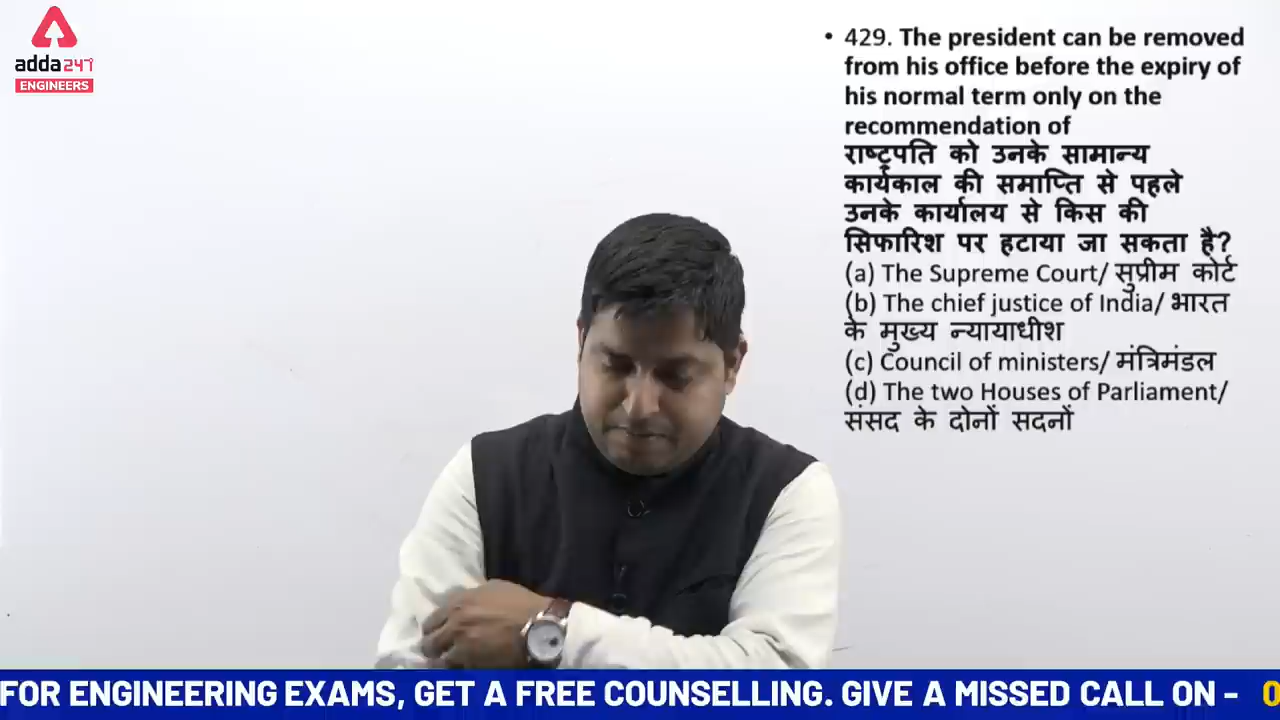 adda247
ENGINEERS
• 429. The president can be removed
from his office before the expiry of
his normal term only on the
recommendation of
राष्ट्रपति को उनके सामान्य
कार्यकाल की समाप्ति से पहले
उनके कार्यालय से किस की
सिफारिश पर हटाया जा सकता है?
(a) The Supreme Court/ सुप्रीम कोर्ट
(b) The chief justice of India/ भारत
के मुख्य न्यायाधीश
(c) Council of ministers/ मंत्रिमंडल
(d) The two Houses of Parliament/
संसद के दोनों सदनों
FOR ENGINEERING EXAMS, GET A FREE COUNSELLING. GIVE A MISSED CALL ON -